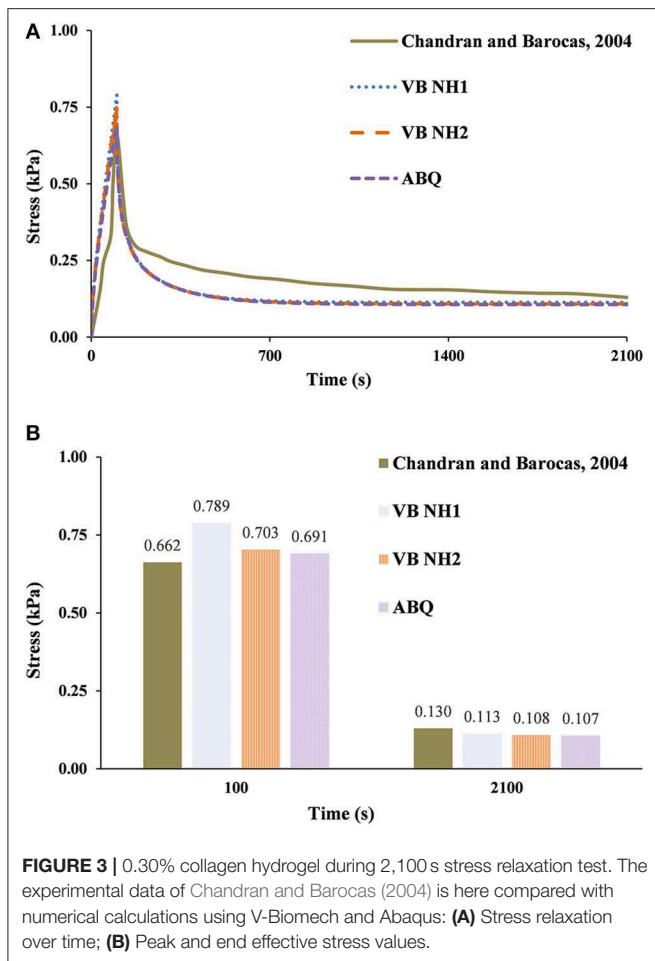 A
1.00
0.75
0.50
0.25
0.00
Stress (kPa)
0
700
1400
2100
Time (s)
Chandran and Barocas, 2004
VB NH1
VB NH2
ABQ
B
1.00
0.75
0.50
0.25
0.00
Stress (kPa)
Chandran and Barocas, 2004
VB NH1
VB NH2
ABQ
0.662
0.789
0.703
0.691
0.130
0.113
0.108
0.107
100
2100
Time (s)
FIGURE 3 | 0.30% collagen hydrogel during 2,100 s stress relaxation test. The
experimental data of Chandran and Barocas (2004) is here compared with
numerical calculations using V-Biomech and Abaqus: (A) Stress relaxation
over time; (B) Peak and end effective stress values.